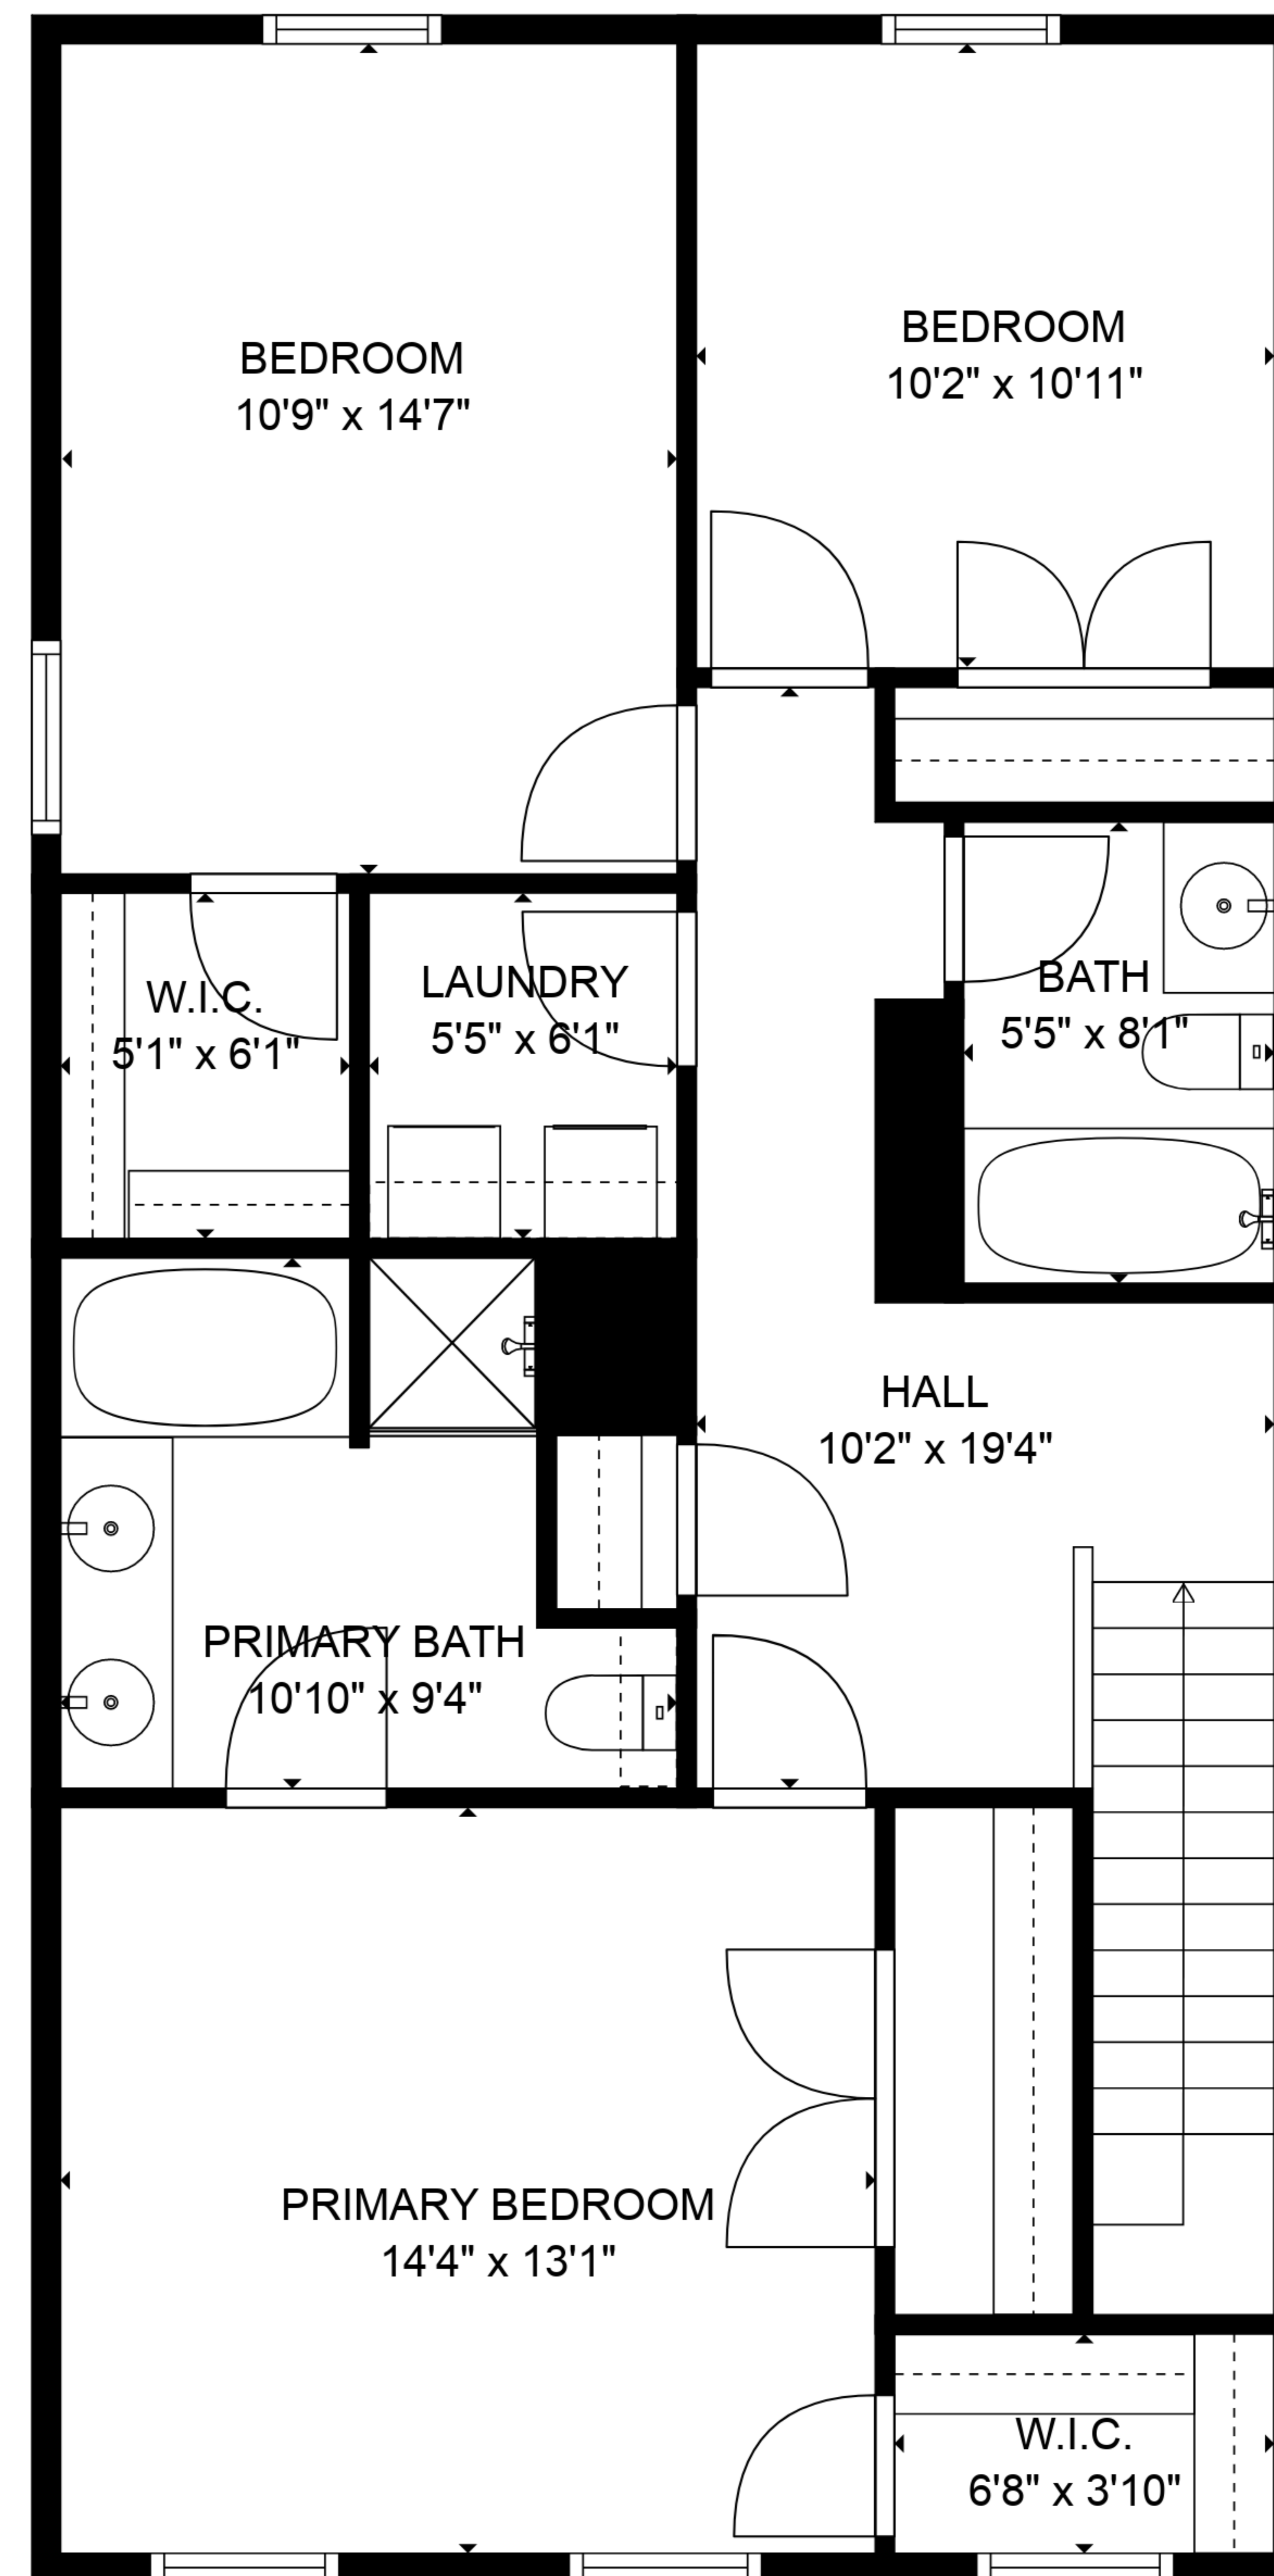 BEDROOM
10'9" x 14'7"
BEDROOM
10'2" x 10'11"
W.I.C.
5'1" x 6'1"
LAUNDRY
5'5" x 6'1"
BATH
5'5" x 8'1"
HALL
10'2" x 19'4"
PRIMARY BATH
10'10" x 9'4"
PRIMARY BEDROOM
14'4" x 13'1"
W.I.C.
6'8" x 3'10"